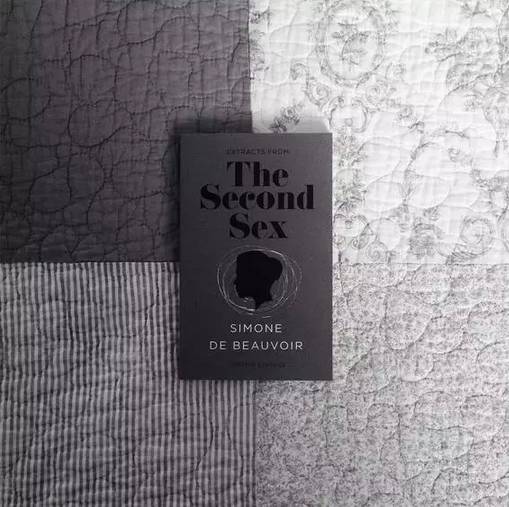 EXTRACTS FROM
The
Second
Sex
SIMONE
DE BEAUVOIR